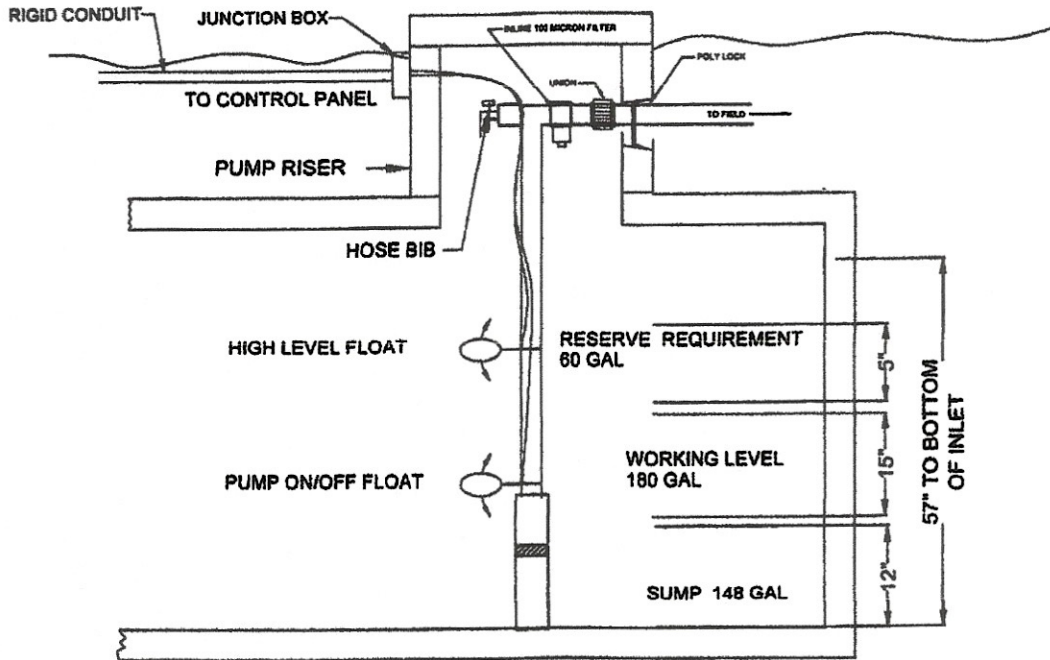 RIGID CONDUIT
JUNCTION BOX
INLINE 100 MICRON FILTER
POLY LOCK
UNION
TO CONTROL PANEL
TO FIELD
PUMP RISER
HOSE BIB
HIGH LEVEL FLOAT
RESERVE REQUIREMENT
60 GAL
5"
PUMP ON/OFF FLOAT
WORKING LEVEL
180 GAL
15"
57" TO BOTTOM
OF INLET
SUMP 148 GAL
12"